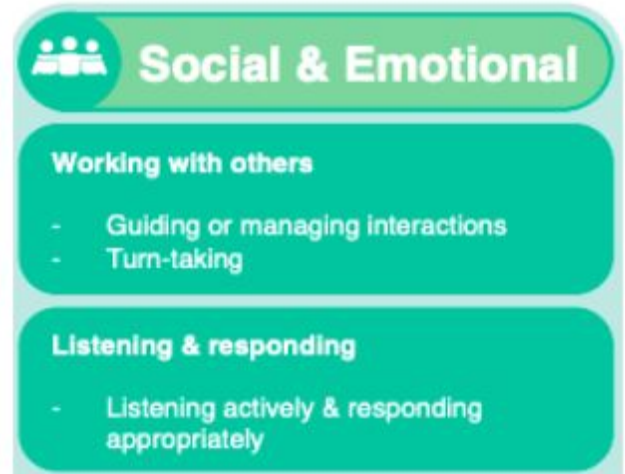 Social & Emotional
Working with others
- Guiding or managing interactions
- Turn-taking
Listening & responding
- Listening actively & responding
appropriately